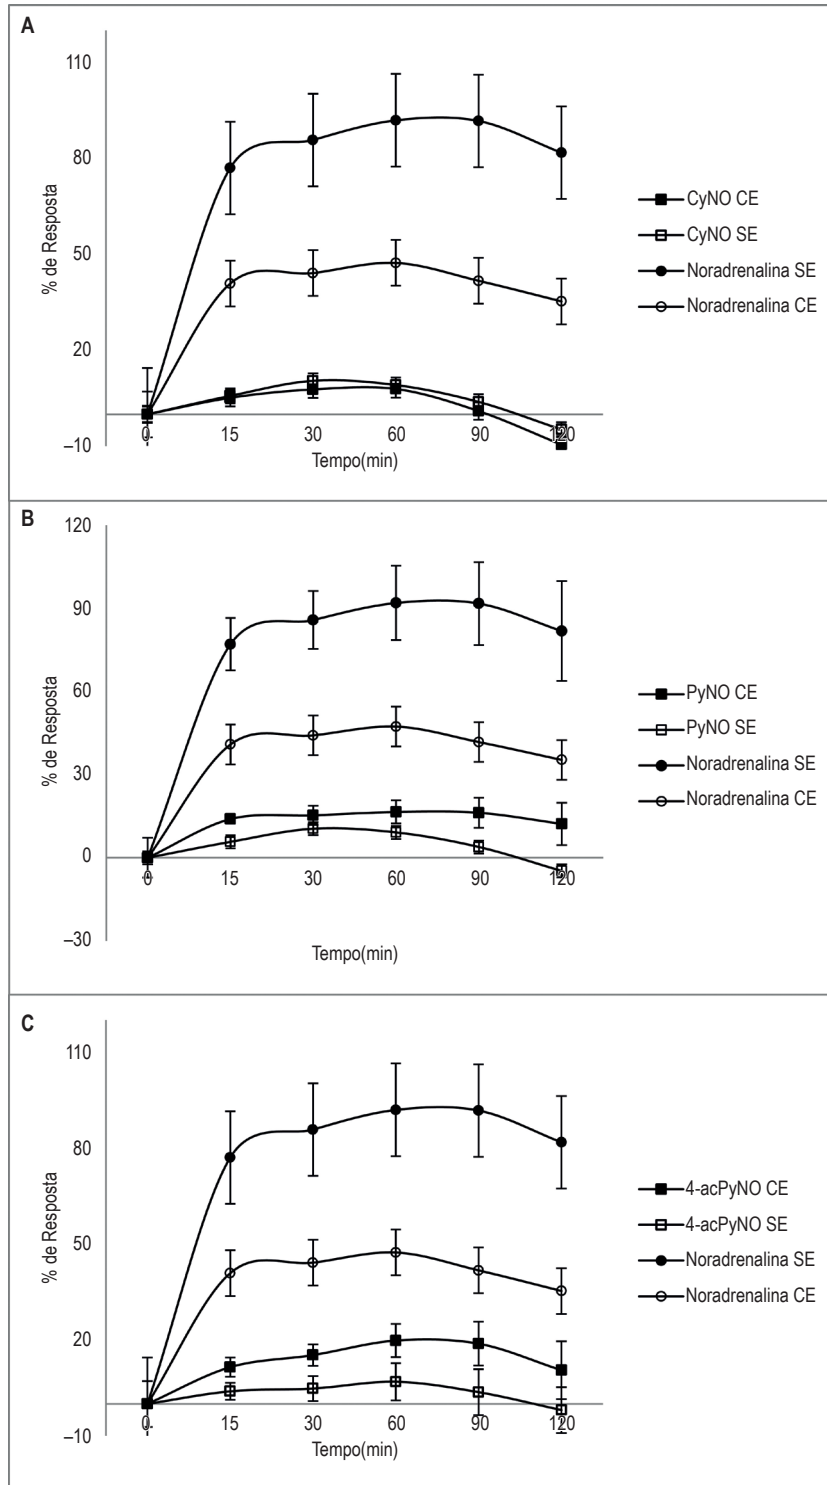 A
110
80
50
20
–10
% de Resposta
0
15
30
60
90
120
Tempo(min)
CyNO CE
CyNO SE
Noradrenalina SE
Noradrenalina CE
B
120
90
60
30
0
–30
% de Resposta
0
15
30
60
90
120
Tempo(min)
PyNO CE
PyNO SE
Noradrenalina SE
Noradrenalina CE
C
110
80
50
20
–10
% de Resposta
0
15
30
60
90
120
Tempo(min)
4-acPyNO CE
4-acPyNO SE
Noradrenalina SE
Noradrenalina CE